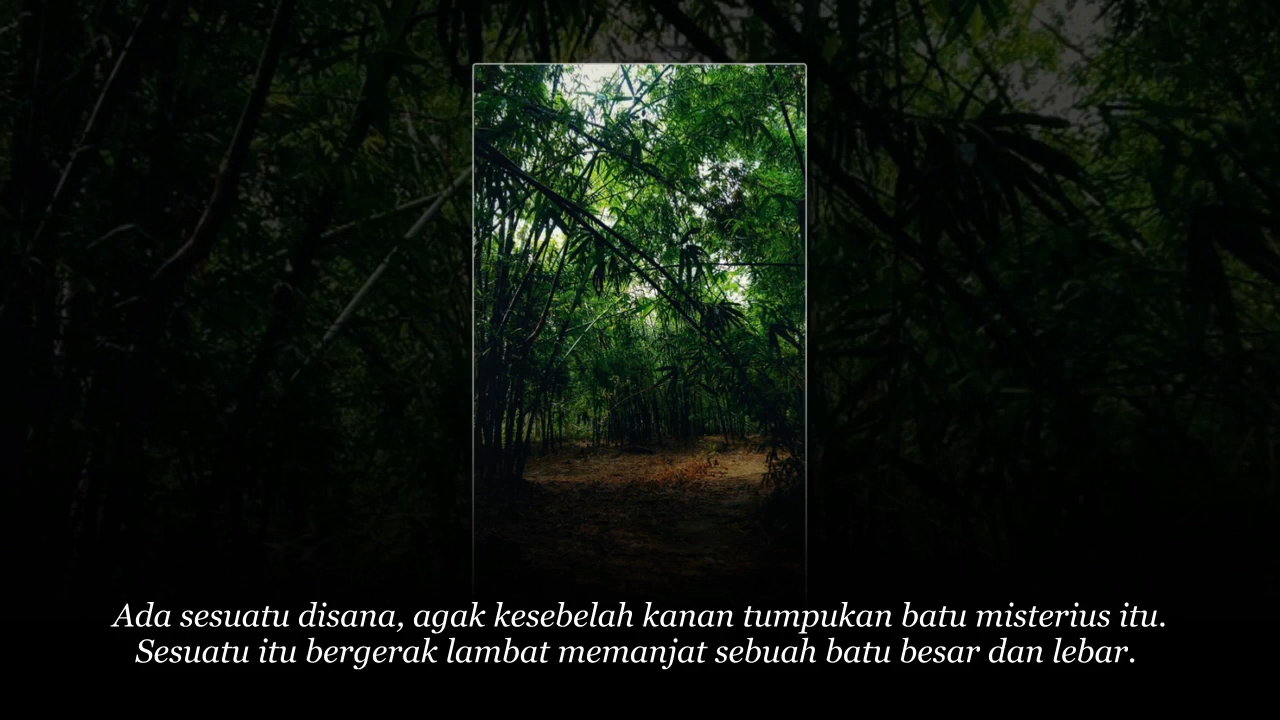 Ada sesuatu disana, agak kesebelah kanan tumpukan batu misterius itu.
Sesuatu itu bergerak lambat memanjat sebuah batu besar dan lebar.